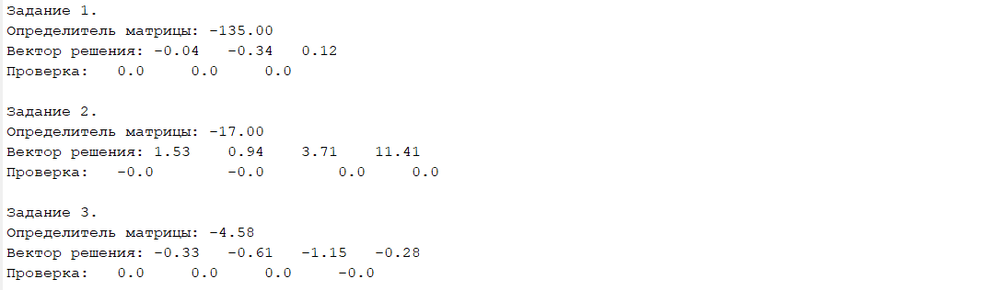 Задание 1.
Определитель матрицы: -135.00
Вектор решения: -0.04 -0.34 0.12
Проверка: 0.0 0.0 0.0
Задание 2.
Определитель матрицы: -17.00
Вектор решения: 1.53 0.94 3.71 11.41
Проверка: -0.0 -0.0 0.0 0.0
Задание 3.
Определитель матрицы: -4.58
Вектор решения: -0.33 -0.61 -1.15 -0.28
Проверка: 0.0 0.0 0.0 -0.0